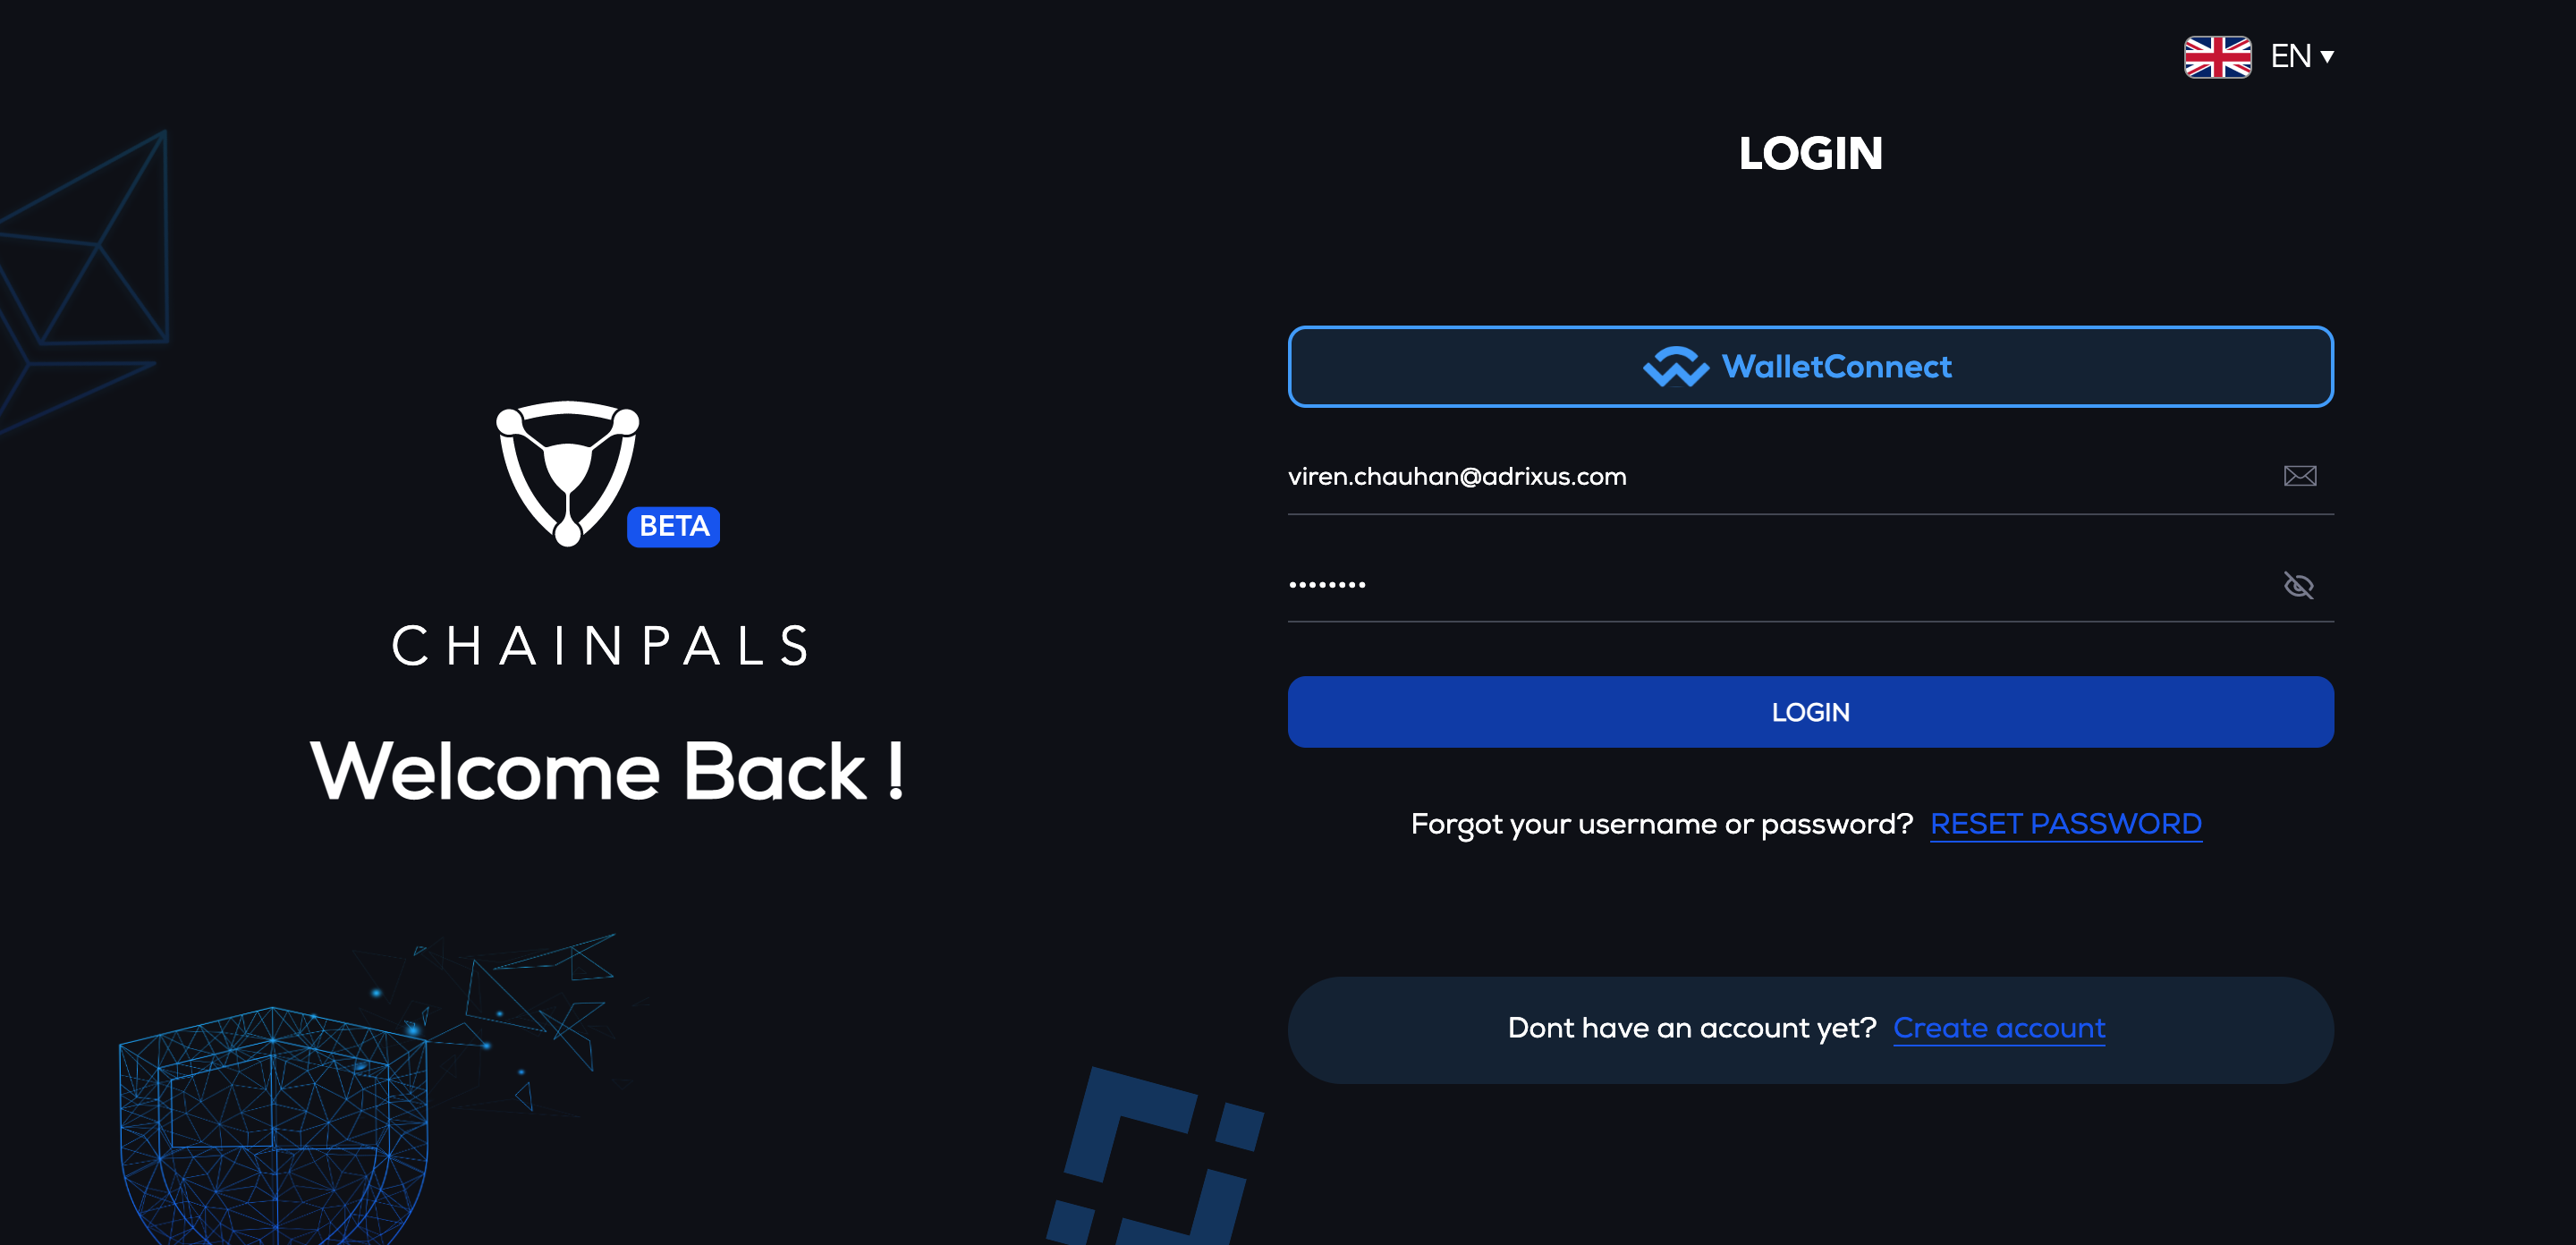 EN
LOGIN
WalletConnect
viren.chauhan@adrixus.com
••••••••
LOGIN
Forgot your username or password? RESET PASSWORD
Dont have an account yet? Create account
BETA
CHAINPALS
Welcome Back !